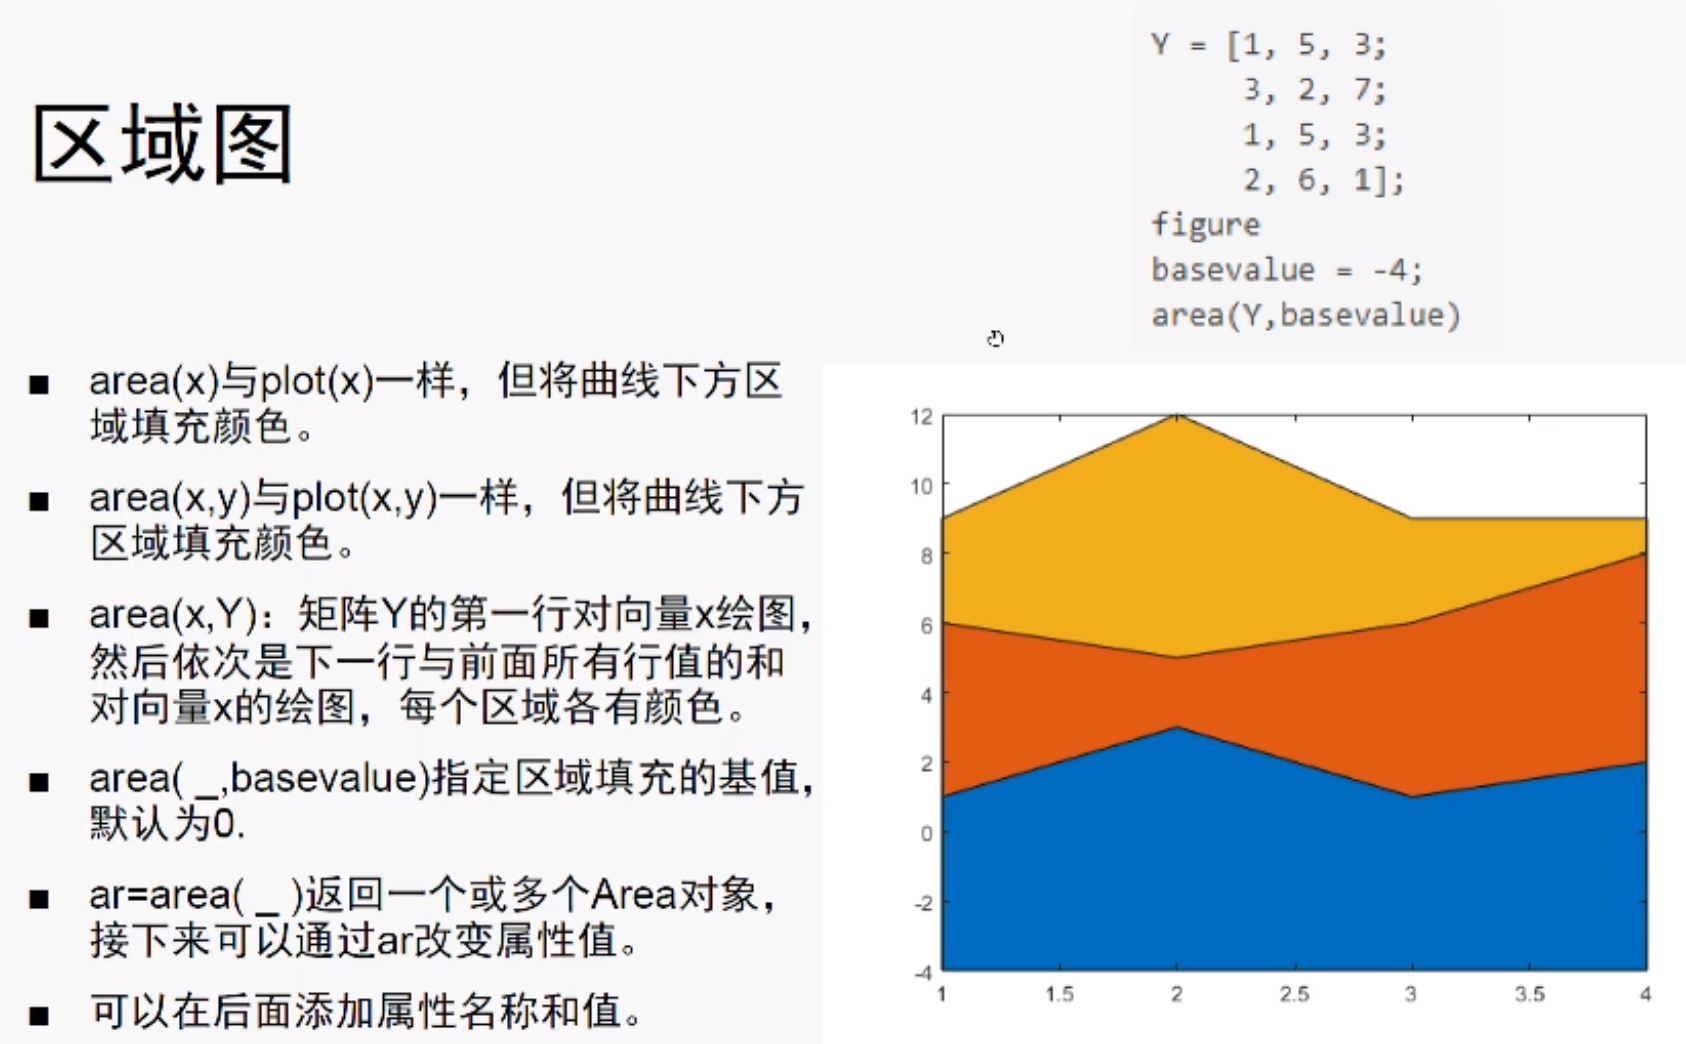 区域图
■ area(x)与plot(x)一样，但将曲线下方区
域填充颜色。
■ area(x,y)与plot(x,y)一样，但将曲线下方
区域填充颜色。
■ area(x,Y)：矩阵Y的第一行对向量x绘图，
然后依次是下一行与前面所有行值的和
对向量x的绘图，每个区域各有颜色。
■ area( _,basevalue)指定区域填充的基值，
默认为0.
■ ar=area( _ )返回一个或多个Area对象，
接下来可以通过ar改变属性值。
■ 可以在后面添加属性名称和值。
Y = [1, 5, 3;
3, 2, 7;
1, 5, 3;
2, 6, 1];
figure
basevalue = -4;
area(Y,basevalue)
12
10
8
6
4
2
0
-2
-4
1 1.5 2 2.5 3 3.5 4